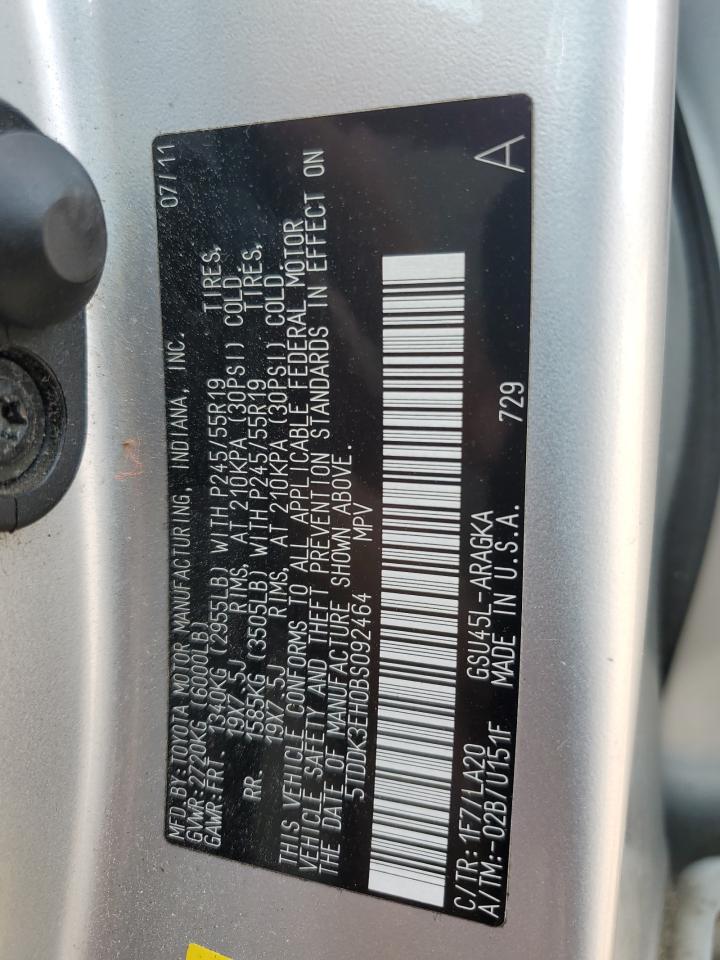 MFD.BY:TOYOTA MOTOR MANUFACTURING, INDIANA, INC. 07/11
GVWR:2720KG (6000LB)
GAWR:FRT. 1340KG (2955LB) WITH P245/55R19 TIRES,
19X7.5J RIMS, AT 210KPA (30PSI) COLD.
RR. 1585KG (3505LB) WITH P245/55R19 TIRES,
19X7.5J RIMS, AT 210KPA (30PSI) COLD.
THIS VEHICLE CONFORMS TO ALL APPLICABLE FEDERAL MOTOR
VEHICLE SAFETY AND THEFT PREVENTION STANDARDS IN EFFECT ON
THE DATE OF MANUFACTURE SHOWN ABOVE.
5TDDK3EH0BS092464 MPV
A
C/TR:1F7/LA20 GSU45L-ARAGKA
A/TM:-02B/U151F MADE IN U.S.A. 729